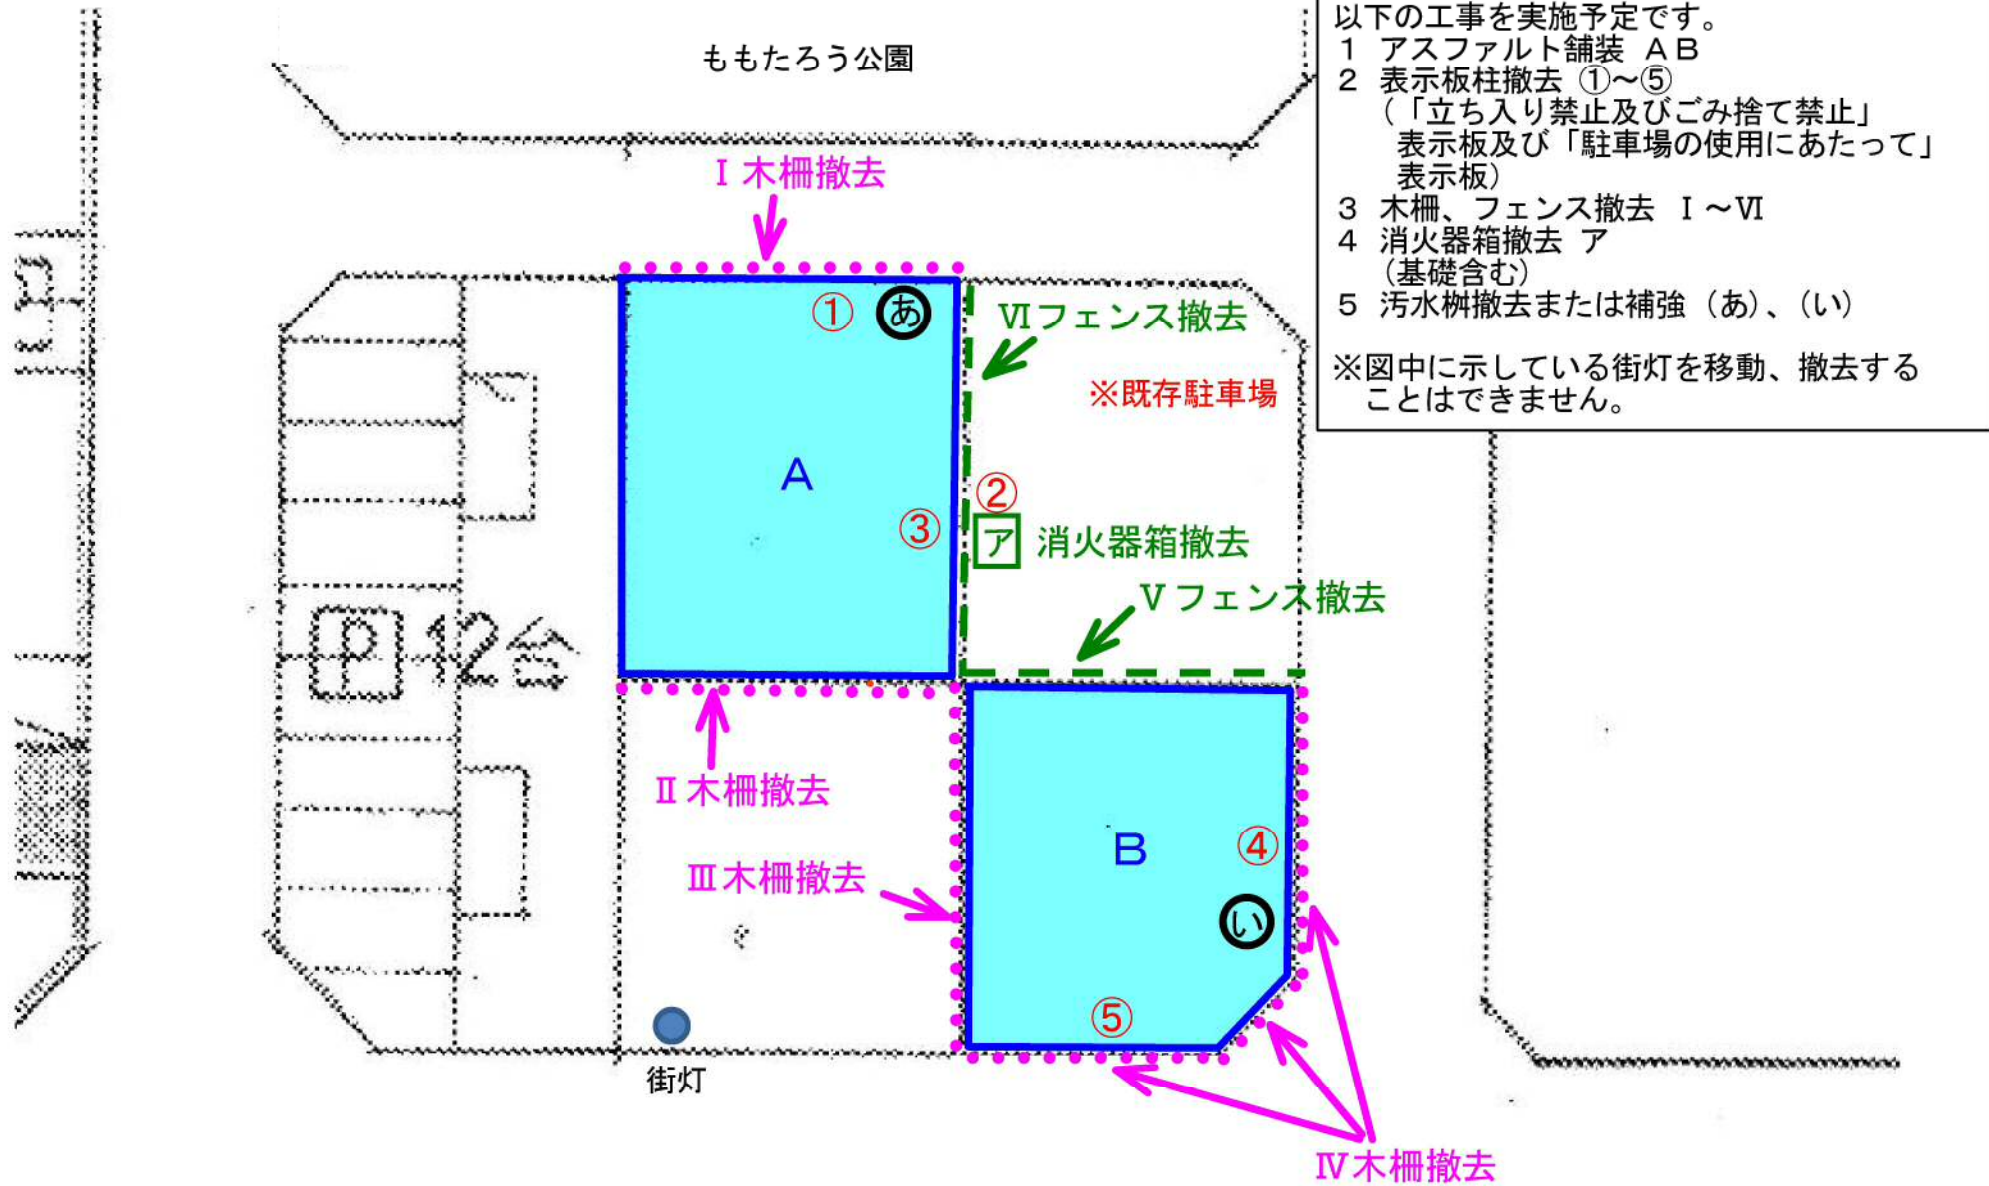 以下の工事を実施予定です。
1 アスファルト舗装 ＡＢ
2 表示板柱撤去 ①～⑤
（「立ち入り禁止及びごみ捨て禁止」
表示板及び「駐車場の使用にあたって」
表示板）
3 木柵、フェンス撤去 Ⅰ～Ⅵ
4 消火器箱撤去 ア
（基礎含む）
5 汚水桝撤去または補強（あ）、（い）
※図中に示している街灯を移動、撤去する
ことはできません。
ももたろう公園
Ⅰ 木柵撤去
①
あ
Ⅵフェンス撤去
※既存駐車場
A
②
③
ア 消火器箱撤去
Ⅴフェンス撤去
P 12台
Ⅱ 木柵撤去
B
④
Ⅲ木柵撤去
い
⑤
街灯
Ⅳ木柵撤去